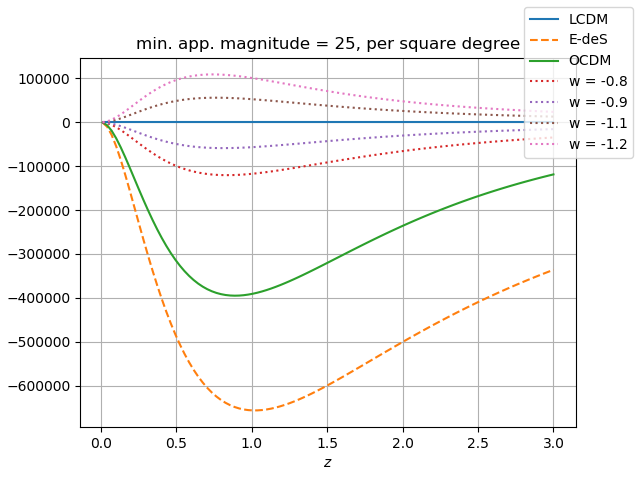 min. app. magnitude = 25, per square degree
LCDM
E-deS
OCDM
w = -0.8
w = -0.9
w = -1.1
w = -1.2
100000
0
−100000
−200000
−300000
−400000
−500000
−600000
0.0 0.5 1.0 1.5 2.0 2.5 3.0
z